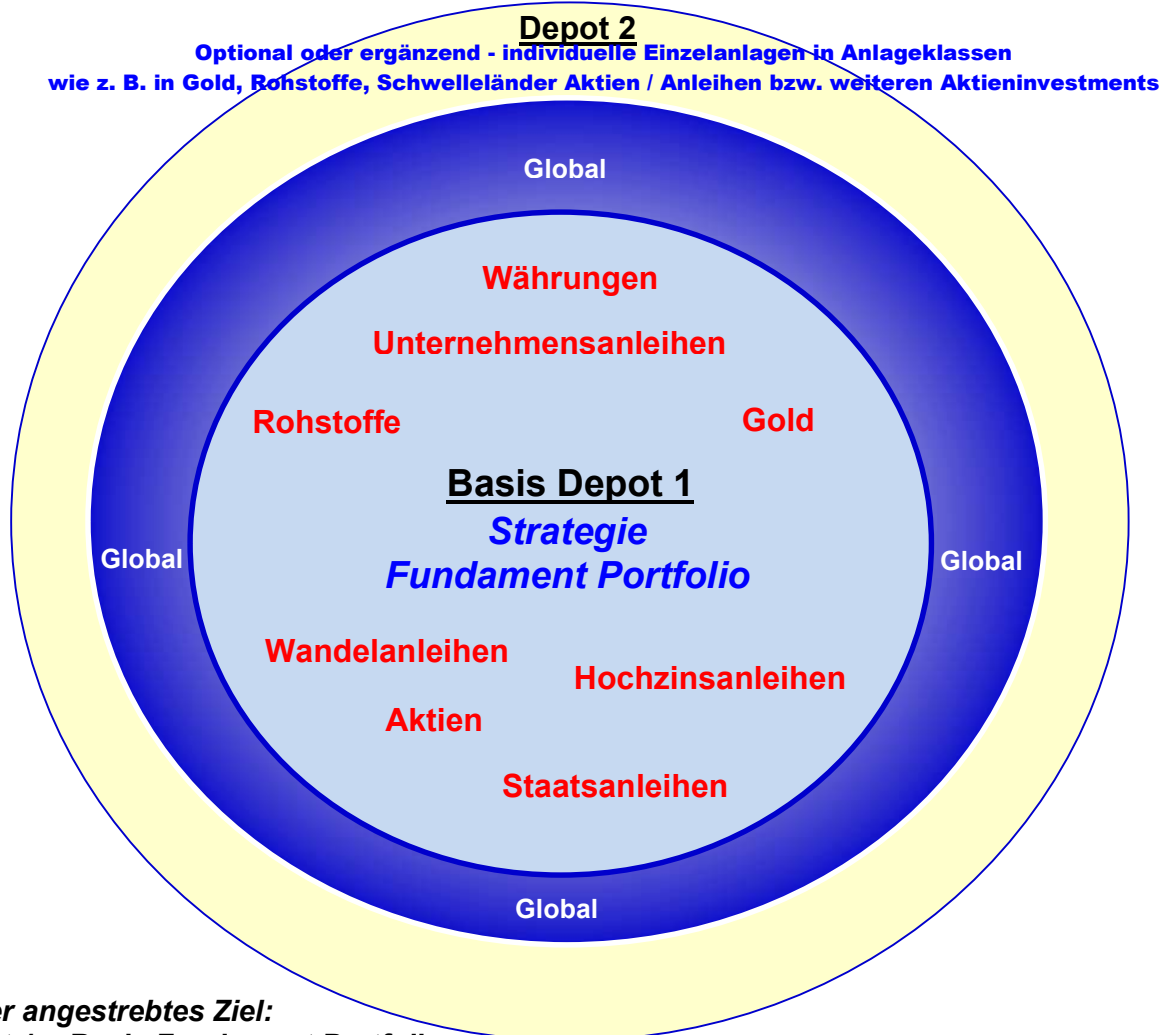 Depot 2
Optional oder ergänzend - individuelle Einzelanlagen in Anlageklassen
wie z. B. in Gold, Rohstoffe, Schwelleländer Aktien / Anleihen bzw. weiteren Aktieninvestments
Global
Währungen
Unternehmensanleihen
Rohstoffe Gold
Basis Depot 1
Strategie
Global Fundament Portfolio Global
Wandelanleihen
Hochzinsanleihen
Aktien
Staatsanleihen
Global
angestrebtes Ziel: